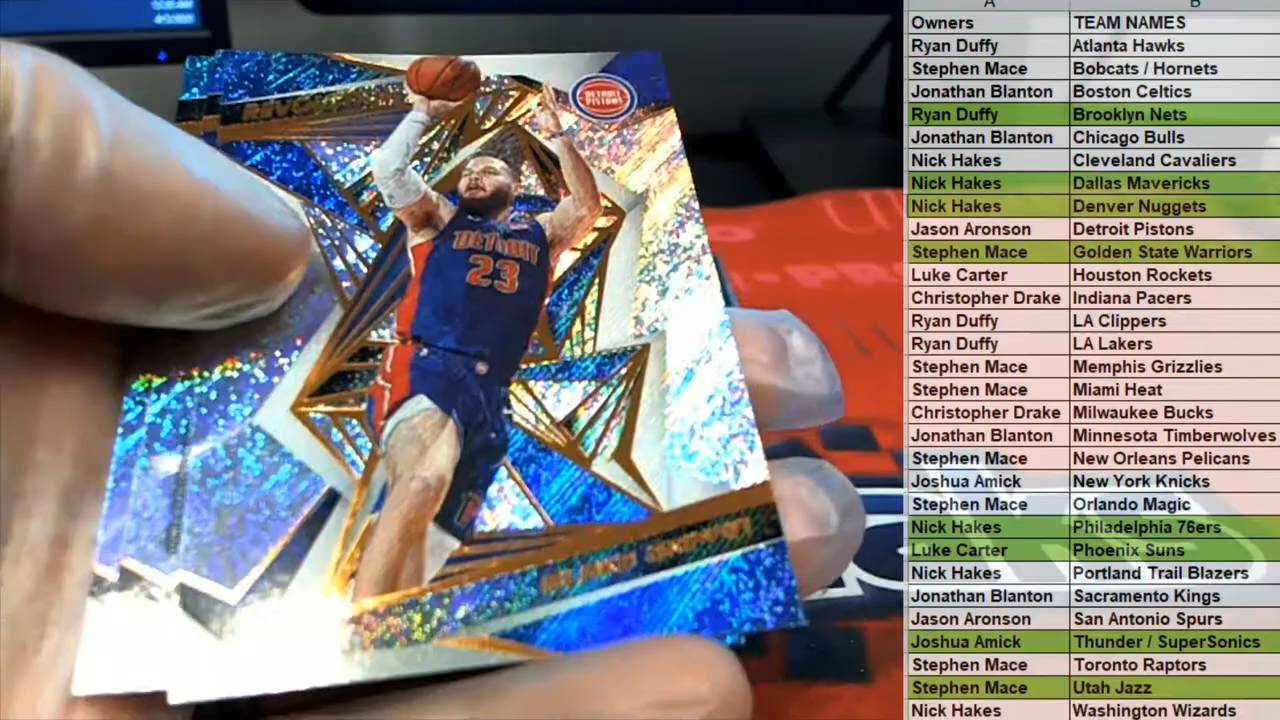 A B
Owners TEAM NAMES
Ryan Duffy Atlanta Hawks
Stephen Mace Bobcats / Hornets
Jonathan Blanton Boston Celtics
Ryan Duffy Brooklyn Nets
Jonathan Blanton Chicago Bulls
Nick Hakes Cleveland Cavaliers
Nick Hakes Dallas Mavericks
Nick Hakes Denver Nuggets
Jason Aronson Detroit Pistons
Stephen Mace Golden State Warriors
Luke Carter Houston Rockets
Christopher Drake Indiana Pacers
Ryan Duffy LA Clippers
Ryan Duffy LA Lakers
Stephen Mace Memphis Grizzlies
Stephen Mace Miami Heat
Christopher Drake Milwaukee Bucks
Jonathan Blanton Minnesota Timberwolves
Stephen Mace New Orleans Pelicans
Joshua Amick New York Knicks
Stephen Mace Orlando Magic
Nick Hakes Philadelphia 76ers
Luke Carter Phoenix Suns
Nick Hakes Portland Trail Blazers
Jonathan Blanton Sacramento Kings
Jason Aronson San Antonio Spurs
Joshua Amick Thunder / SuperSonics
Stephen Mace Toronto Raptors
Stephen Mace Utah Jazz
Nick Hakes Washington Wizards
DETROIT
PISTONS
DETROIT
23